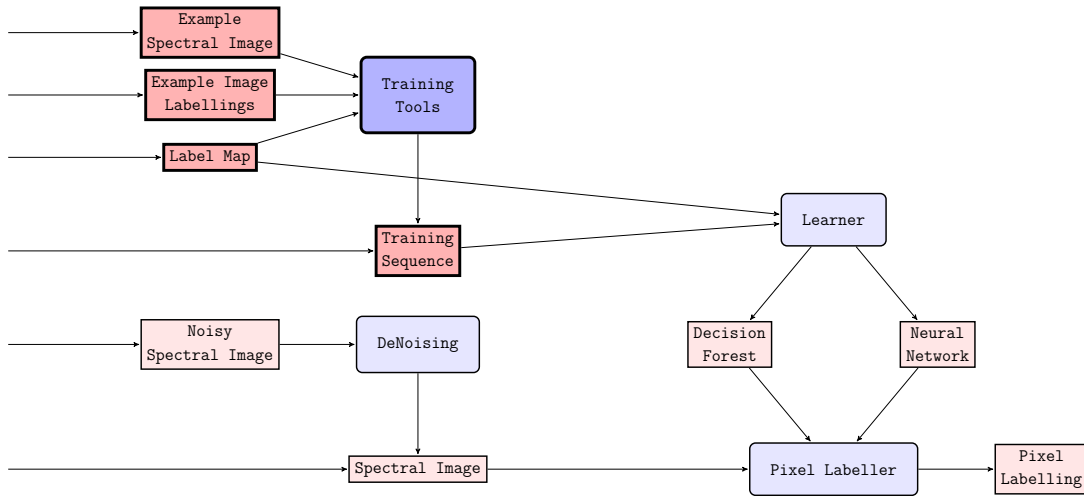 Example
Spectral Image
Example Image
Labellings
Training
Tools
Label Map
Learner
Training
Sequence
Noisy
Spectral Image
DeNoising
Decision
Forest
Neural
Network
Spectral Image
Pixel Labeller
Pixel
Labelling